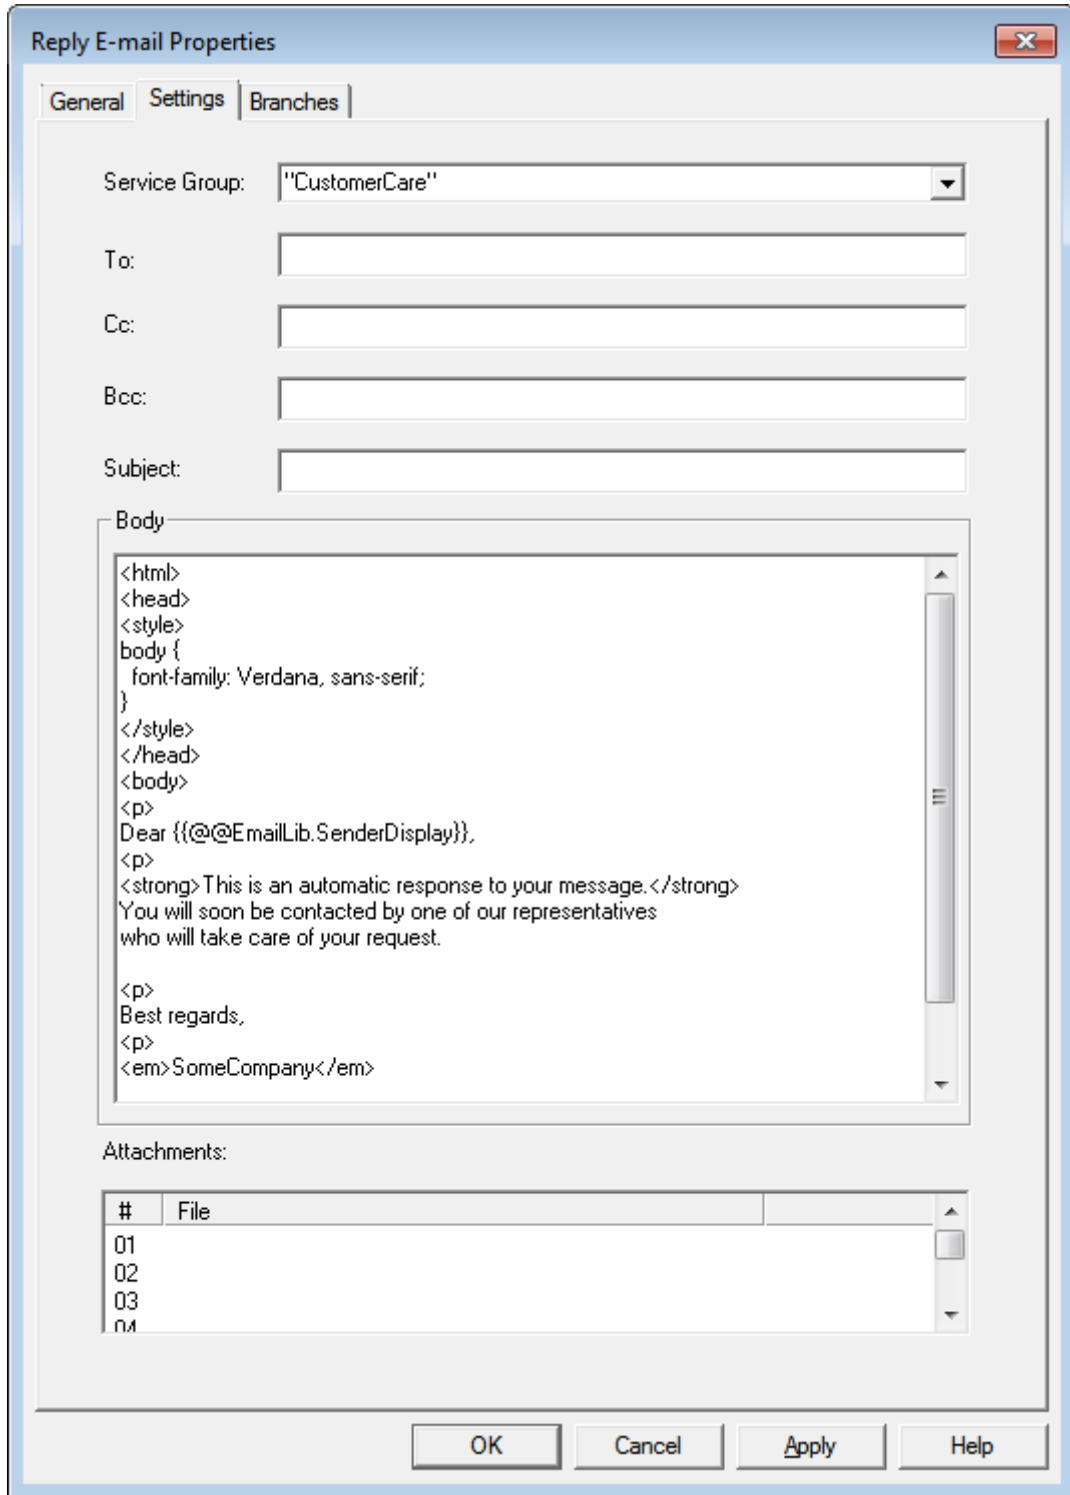 Reply E-mail Properties
General Settings Branches
Service Group: "CustomerCare"
To:
Cc:
Bcc:
Subject:
Body
<html>
<head>
<style>
body {
  font-family: Verdana, sans-serif;
}
</style>
</head>
<body>
<p>
Dear {{@@EmailLib.SenderDisplay}},
<p>
<strong>This is an automatic response to your message.</strong>
You will soon be contacted by one of our representatives
who will take care of your request.
<p>
Best regards,
<p>
<em>SomeCompany</em>
Attachments:
# File
01
02
03
04
OK Cancel Apply Help